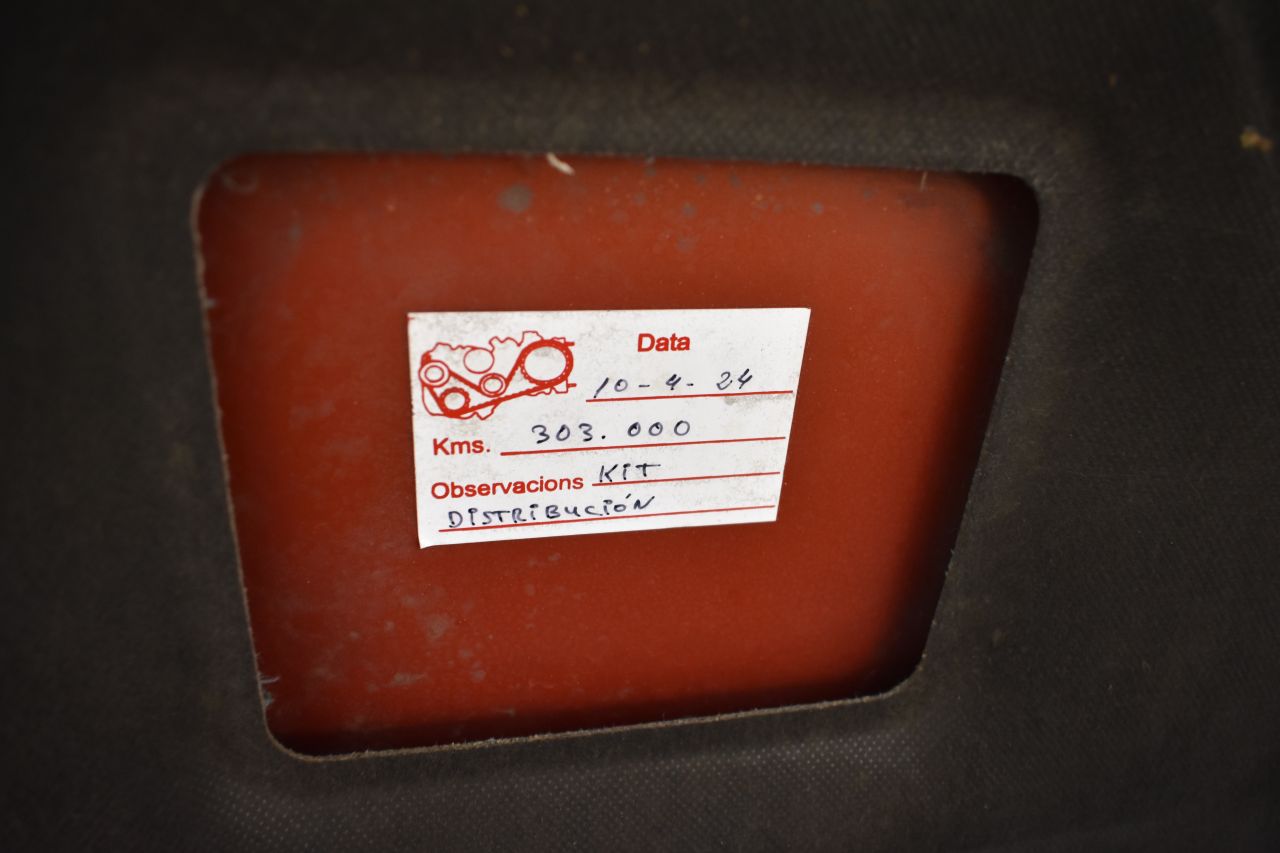 Data
10-4-24
Kms. 303.000
Observacions KIT
DISTRIBUCIÓN